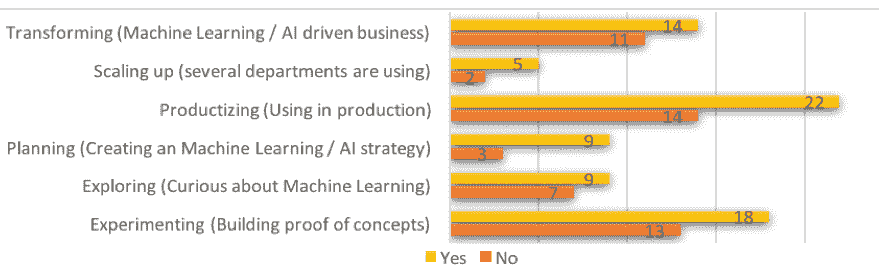 Transforming (Machine Learning / AI driven business)
14
11
Scaling up (several departments are using)
5
2
Productizing (Using in production)
22
14
Planning (Creating an Machine Learning / AI strategy)
9
3
Exploring (Curious about Machine Learning)
9
7
Experimenting (Building proof of concepts)
18
13
Yes No